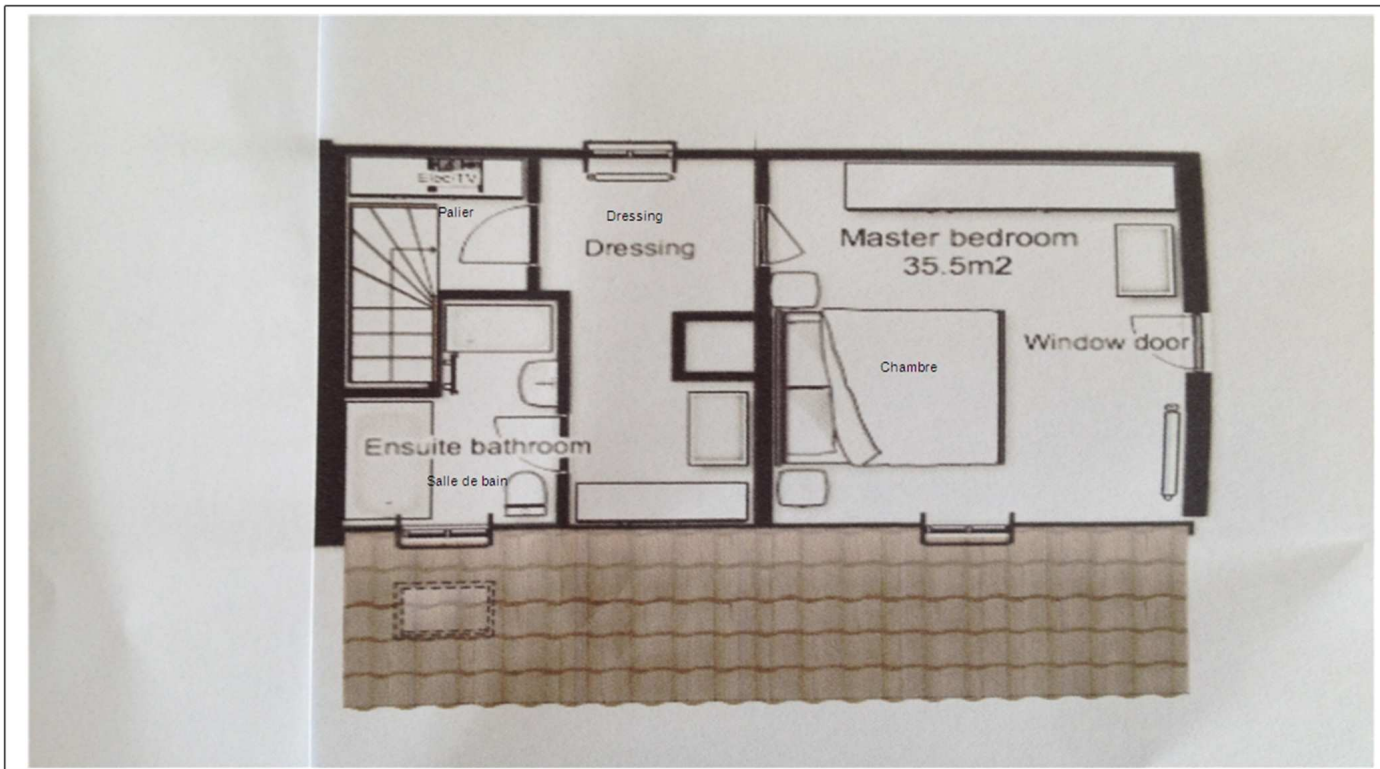 Elec/TV
Palier
Dressing
Dressing
Master bedroom
35.5m2
Window door
Chambre
Ensuite bathroom
Salle de bain